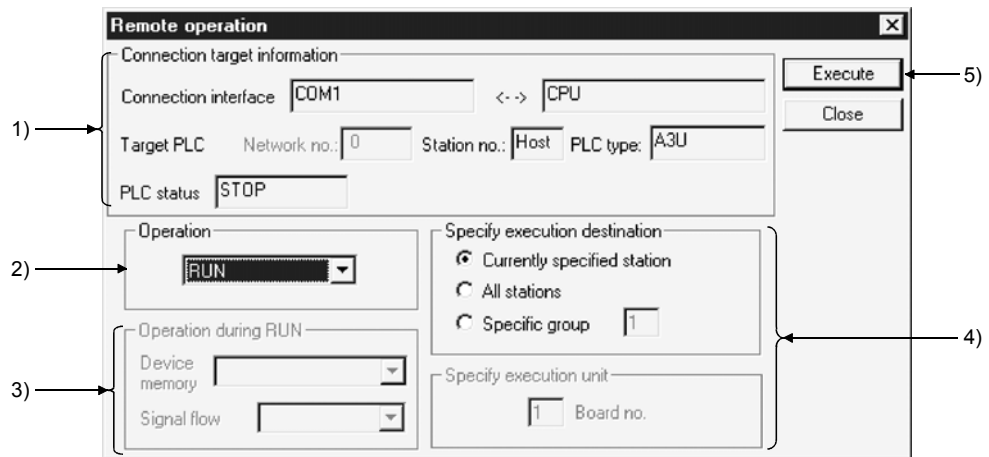 Remote operation
Connection target information
Connection interface COM1 <--> CPU
Execute
5)
Close
1)
Target PLC Network no.: 0 Station no.: Host PLC type: A3U
PLC status STOP
Operation
Specify execution destination
2)
RUN
Currently specified station
All stations
Specific group 1
Operation during RUN
4)
Device memory
Specify execution unit
3)
Signal flow
1 Board no.